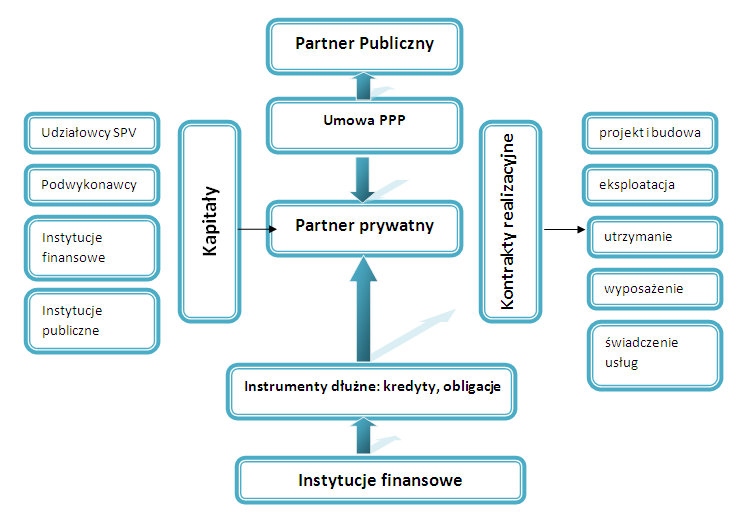 Partner Publiczny
Umowa PPP
Udziałowcy SPV
Podwykonawcy
Instytucje
finansowe
Instytucje
publiczne
Kapitały
Partner prywatny
Kontrakty realizacyjne
projekt i budowa
eksploatacja
utrzymanie
wyposażenie
świadczenie
usług
Instrumenty dłużne: kredyty, obligacje
Instytucje finansowe